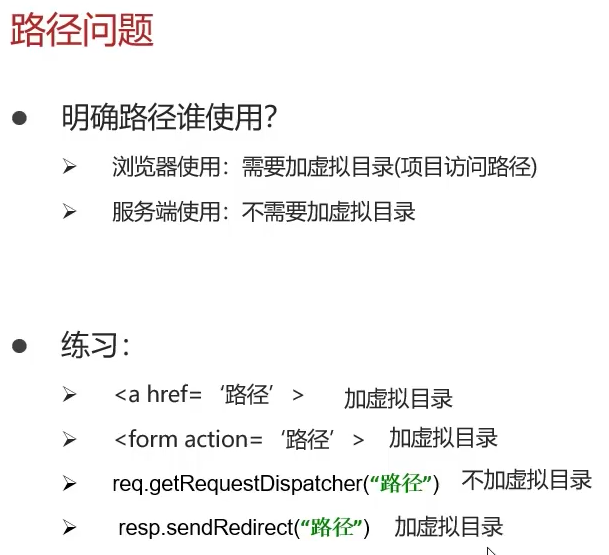 路径问题
明确路径谁使用?
浏览器使用：需要加虚拟目录(项目访问路径)
服务端使用：不需要加虚拟目录
练习：
<a href=‘路径’> 加虚拟目录
<form action=‘路径’> 加虚拟目录
req.getRequestDispatcher(“路径”) 不加虚拟目录
resp.sendRedirect(“路径”) 加虚拟目录